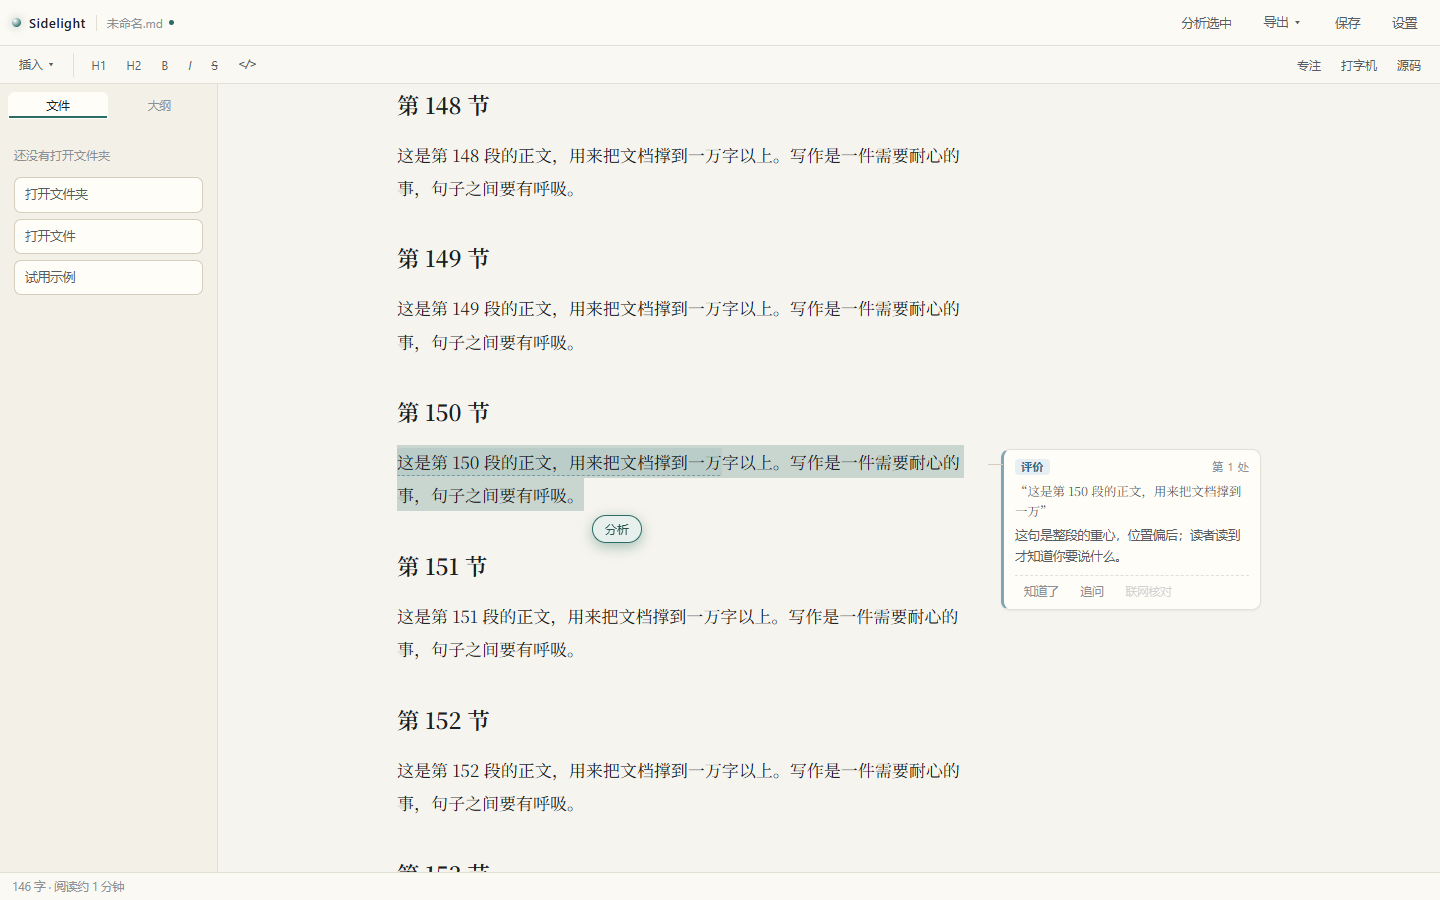 Sidelight
未命名.md
分析选中
导出
保存
设置
插入
H1
H2
B
I
S
</>
专注
打字机
源码
文件
大纲
还没有打开文件夹
打开文件夹
打开文件
试用示例
第 148 节
这是第 148 段的正文，用来把文档撑到一万字以上。写作是一件需要耐心的
事，句子之间要有呼吸。
第 149 节
这是第 149 段的正文，用来把文档撑到一万字以上。写作是一件需要耐心的
事，句子之间要有呼吸。
第 150 节
这是第 150 段的正文，用来把文档撑到一万字以上。写作是一件需要耐心的
事，句子之间要有呼吸。
分析
第 151 节
这是第 151 段的正文，用来把文档撑到一万字以上。写作是一件需要耐心的
事，句子之间要有呼吸。
第 152 节
这是第 152 段的正文，用来把文档撑到一万字以上。写作是一件需要耐心的
事，句子之间要有呼吸。
评价
第 1 处
“这是第 150 段的正文，用来把文档撑到
一万”
这句是整段的重心，位置偏后；读者读到
才知道你要说什么。
知道了
追问
联网核对
146 字 · 阅读约 1 分钟